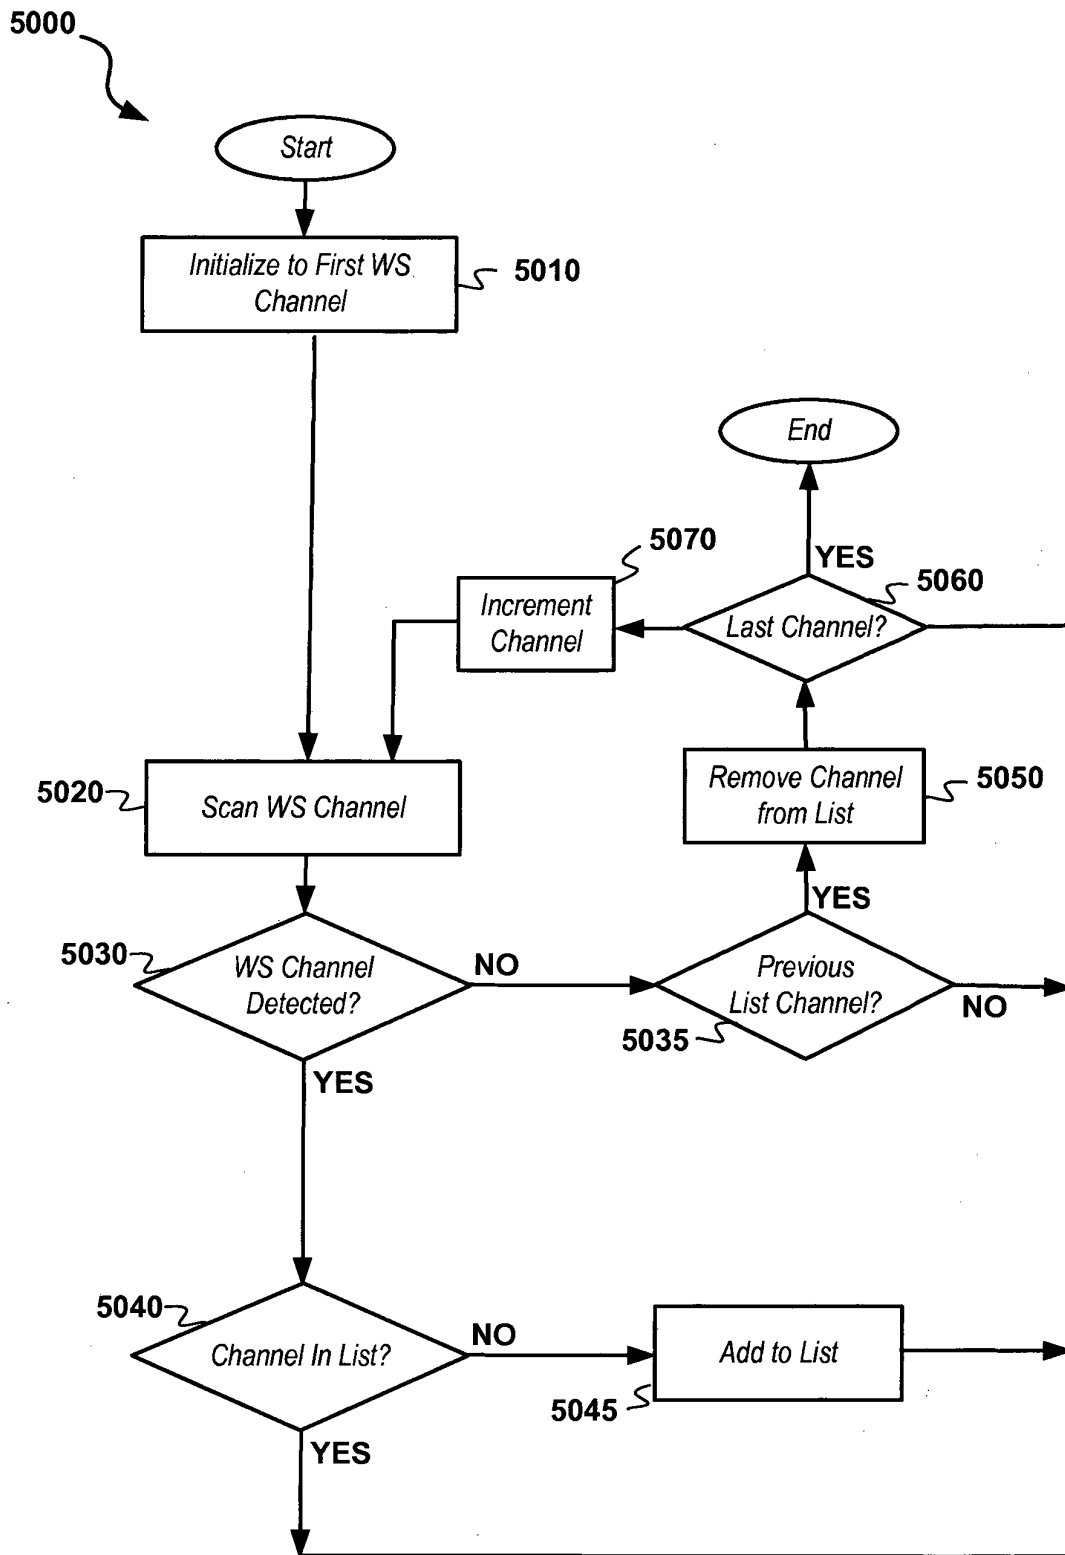 5000
Start
Initialize to First WS
Channel
5010
End
YES
5070
5060
Increment
Channel
Last Channel?
5020
Scan WS Channel
Remove Channel
from List
5050
YES
5030
WS Channel
Detected?
NO
Previous
List Channel?
NO
5035
YES
5040
Channel In List?
NO
Add to List
5045
YES